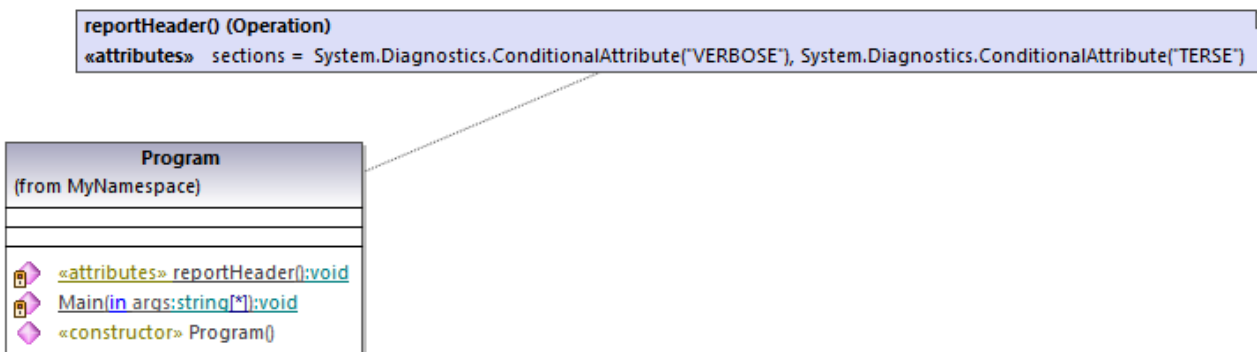 reportHeader() (Operation)
«attributes» sections = System.Diagnostics.ConditionalAttribute("VERBOSE"), System.Diagnostics.ConditionalAttribute("TERSE")
Program
(from MyNamespace)
«attributes» reportHeader():void
Main(in args:string[*]):void
«constructor» Program()